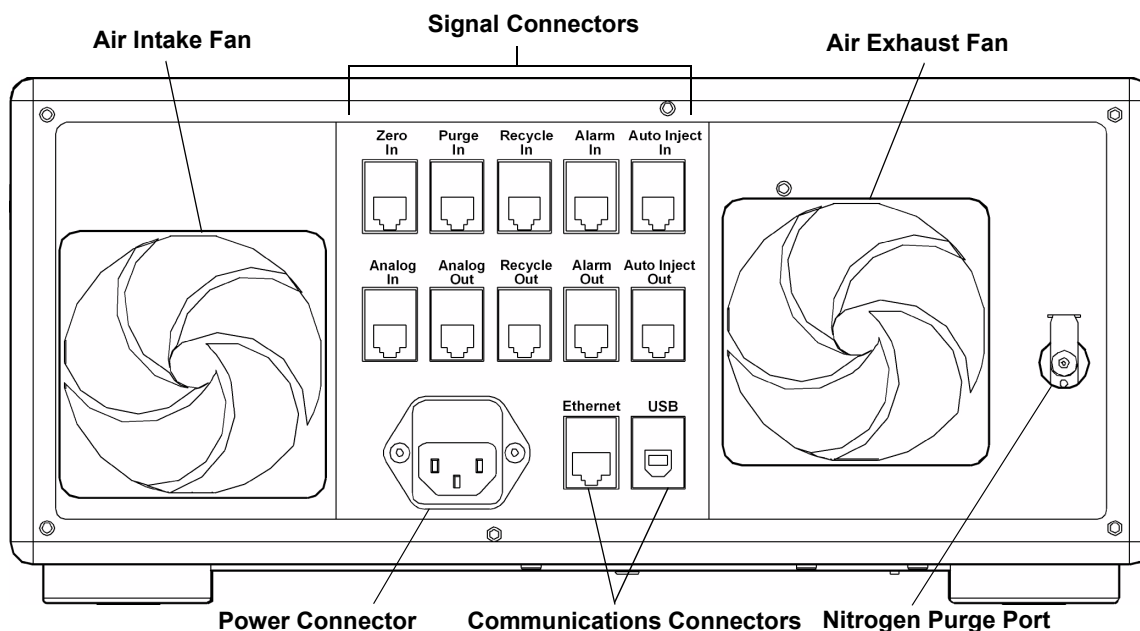 Signal Connectors
Air Intake Fan
Air Exhaust Fan
Zero
In
Purge
In
Recycle
In
Alarm
In
Auto Inject
In
Analog
In
Analog
Out
Recycle
Out
Alarm
Out
Auto Inject
Out
Ethernet
USB
Power Connector
Communications Connectors
Nitrogen Purge Port